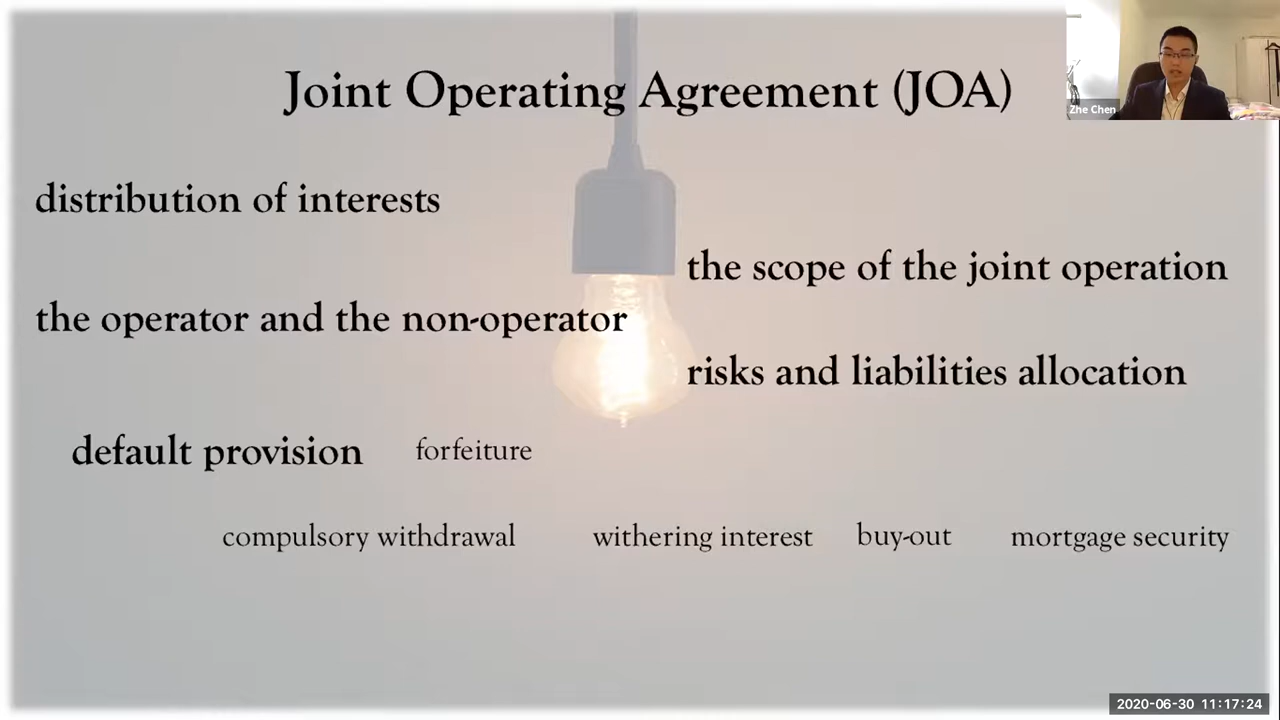 Joint Operating Agreement (JOA)
Zhe Chen
distribution of interests
the scope of the joint operation
the operator and the non-operator
risks and liabilities allocation
default provision forfeiture
compulsory withdrawal withering interest buy-out mortgage security
2020-06-30 11:17:24